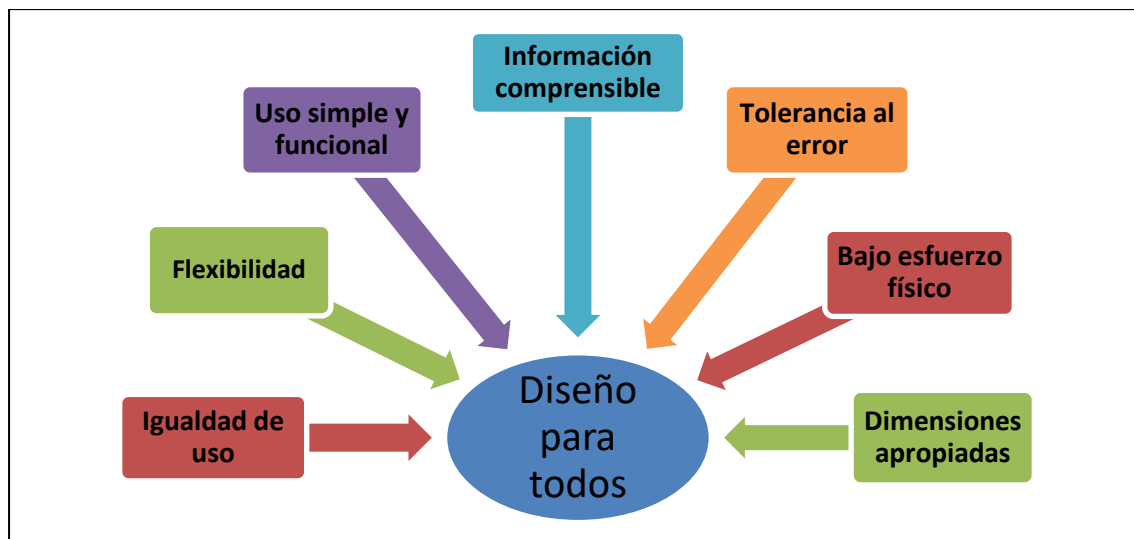 Información
comprensible
Uso simple y
funcional
Tolerancia al
error
Flexibilidad
Bajo esfuerzo
físico
Igualdad de
uso
Diseño
para
todos
Dimensiones
apropiadas